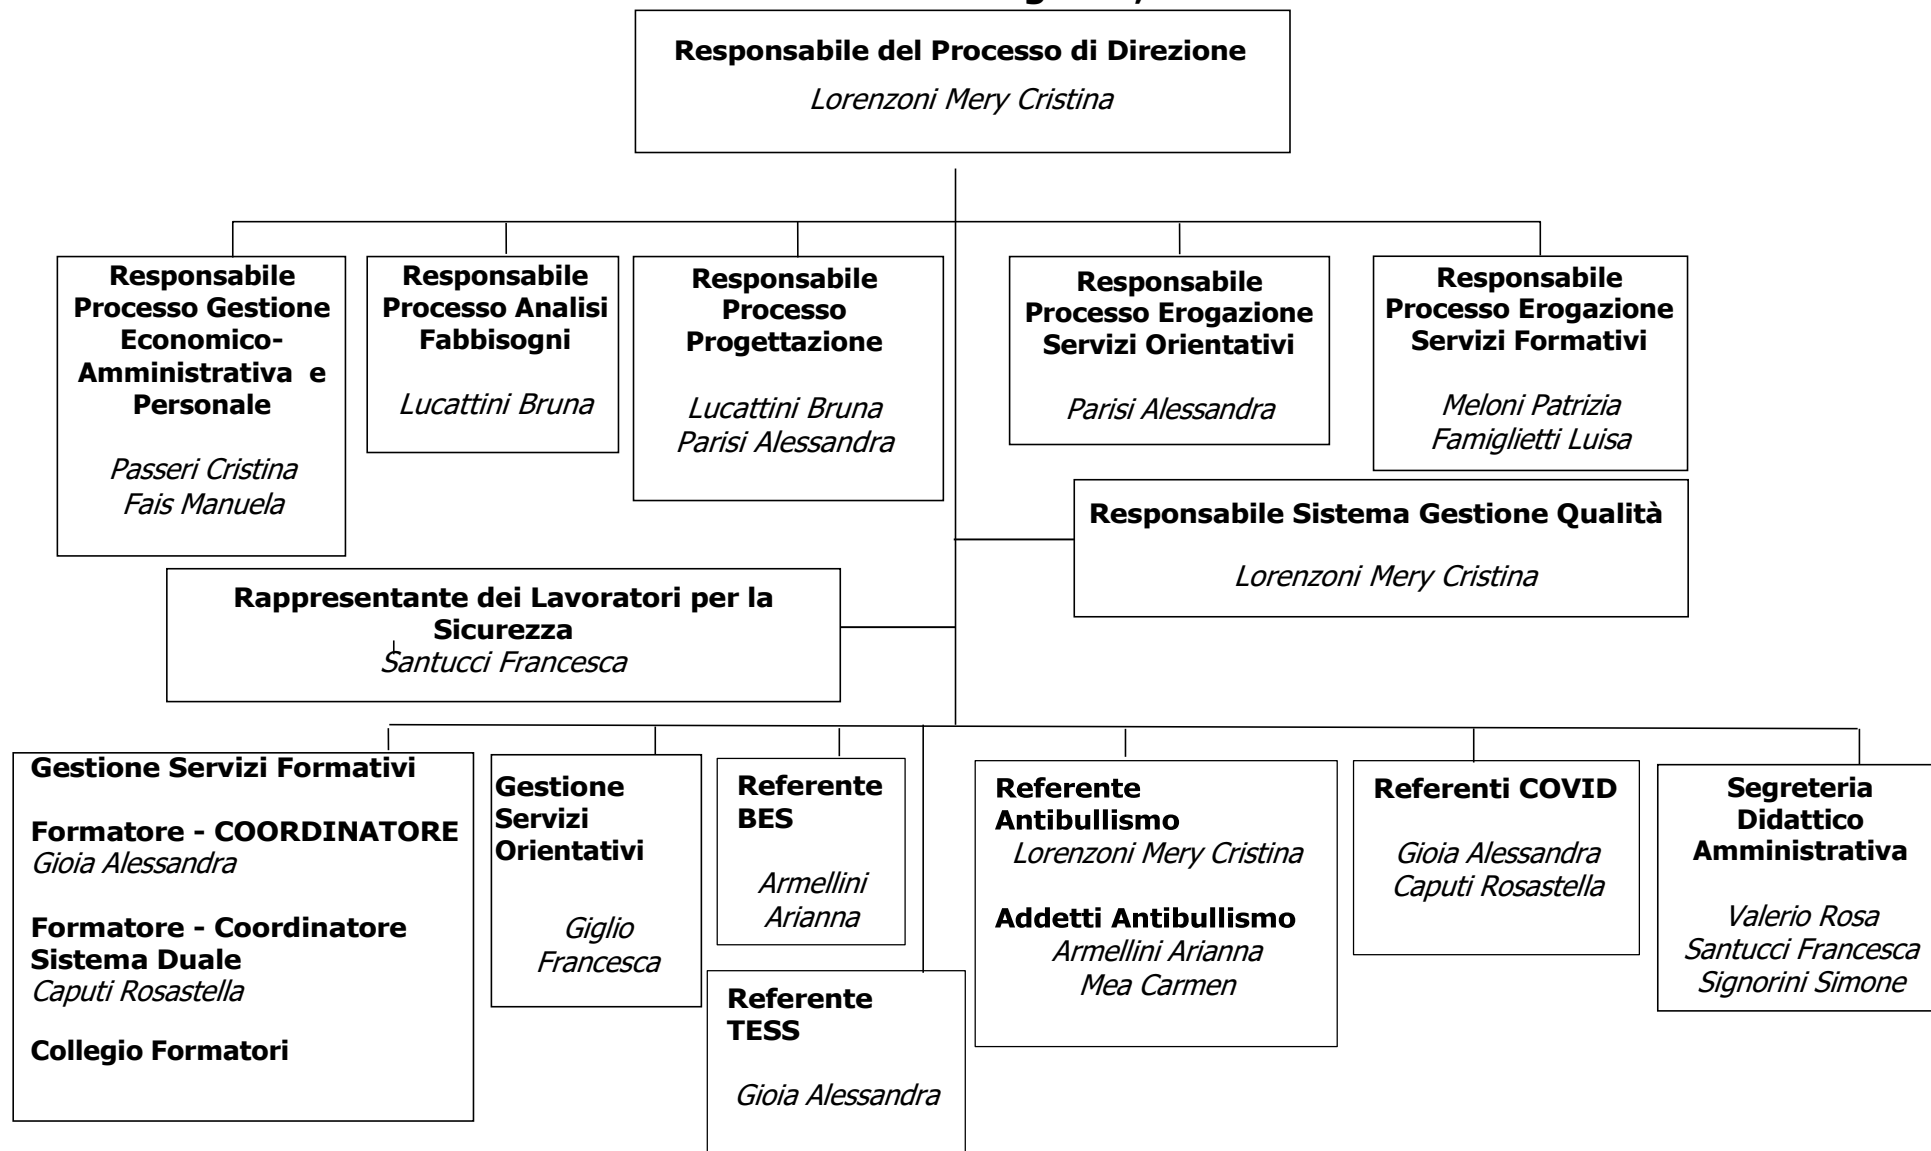 Responsabile del Processo di Direzione
Lorenzoni Mery Cristina
Responsabile
Processo Gestione
Economico-
Amministrativa e
Personale
Passeri Cristina
Fais Manuela
Responsabile
Processo Analisi
Fabbisogni
Lucattini Bruna
Responsabile
Processo
Progettazione
Lucattini Bruna
Parisi Alessandra
Responsabile
Processo Erogazione
Servizi Orientativi
Parisi Alessandra
Responsabile
Processo Erogazione
Servizi Formativi
Meloni Patrizia
Famiglietti Luisa
Responsabile Sistema Gestione Qualità
Lorenzoni Mery Cristina
Rappresentante dei Lavoratori per la
Sicurezza
Santucci Francesca
Gestione Servizi Formativi
Formatore - COORDINATORE
Gioia Alessandra
Formatore - Coordinatore
Sistema Duale
Caputi Rosastella
Collegio Formatori
Gestione
Servizi
Orientativi
Giglio
Francesca
Referente
BES
Armellini
Arianna
Referente
TESS
Gioia Alessandra
Referente
Antibullismo
Lorenzoni Mery Cristina
Addetti Antibullismo
Armellini Arianna
Mea Carmen
Referenti COVID
Gioia Alessandra
Caputi Rosastella
Segreteria
Didattico
Amministrativa
Valerio Rosa
Santucci Francesca
Signorini Simone